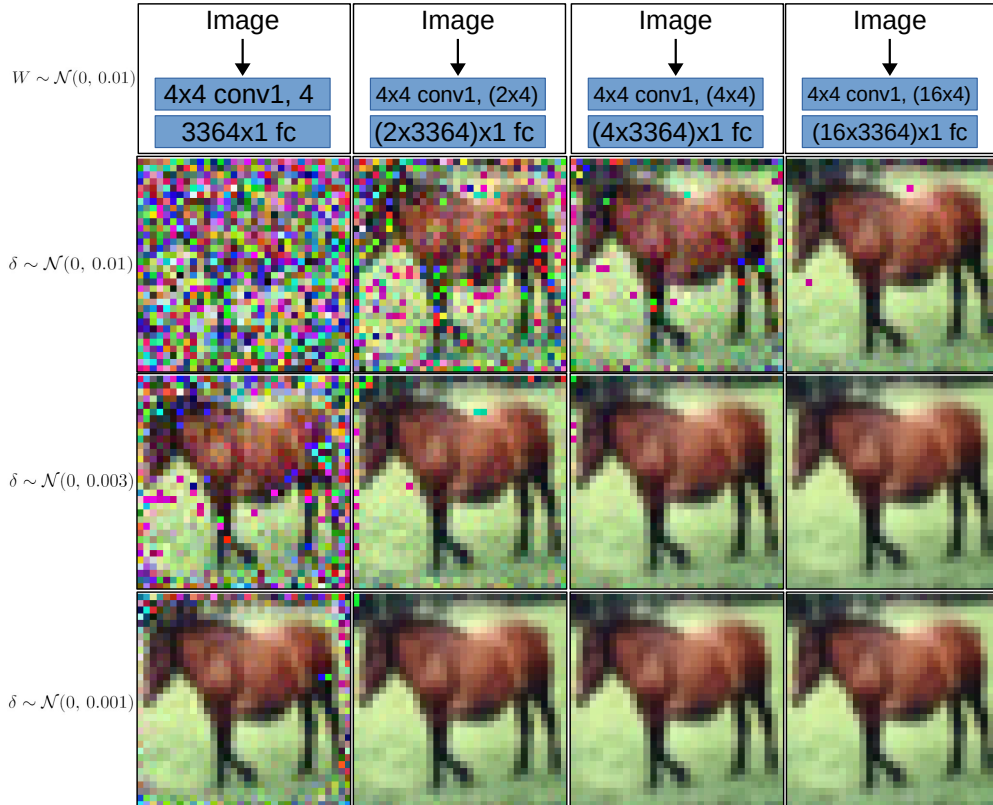 Image Image Image Image
W ∼ 𝒩(0, 0.01)
4x4 conv1, 4 4x4 conv1, (2x4) 4x4 conv1, (4x4) 4x4 conv1, (16x4)
3364x1 fc (2x3364)x1 fc (4x3364)x1 fc (16x3364)x1 fc
δ ∼ 𝒩(0, 0.01)
δ ∼ 𝒩(0, 0.003)
δ ∼ 𝒩(0, 0.001)